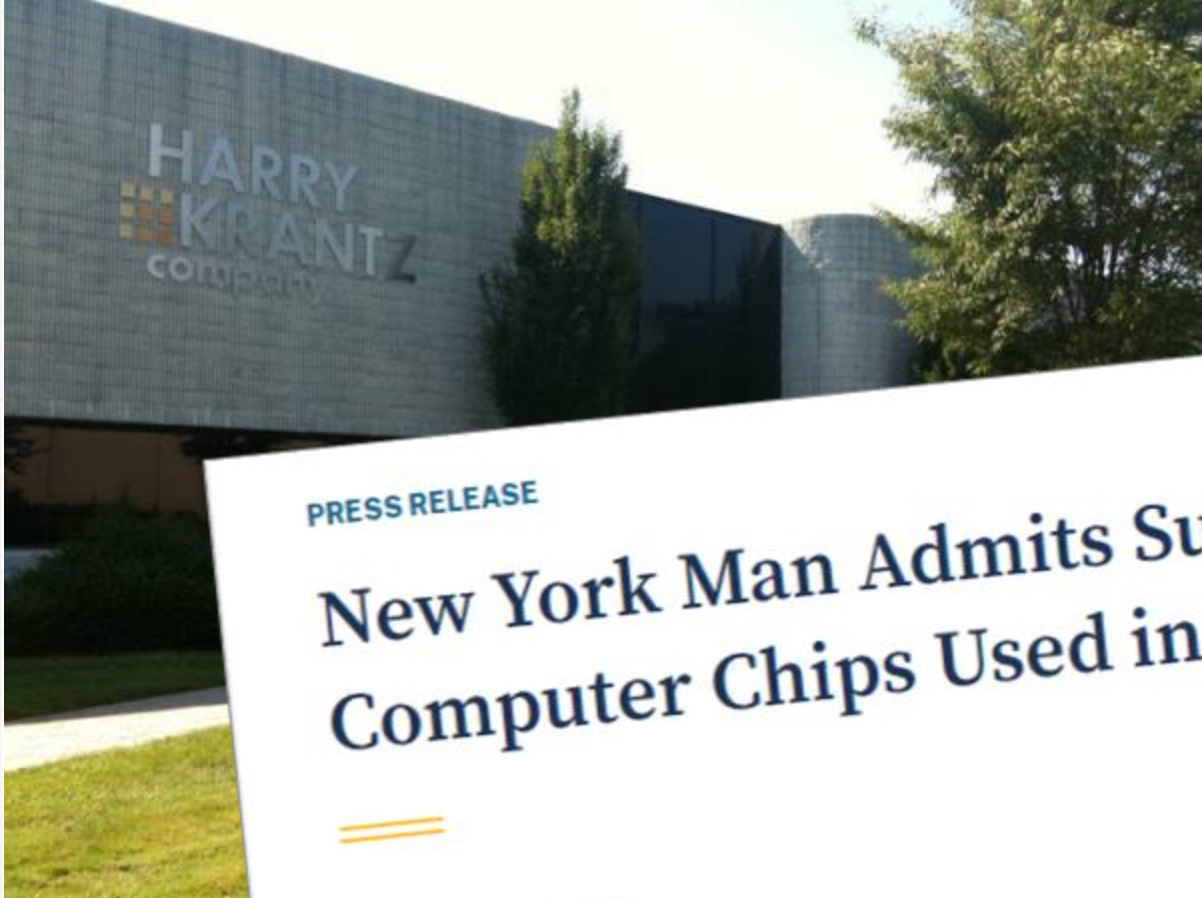 HARRY
KRANTZ
company
PRESS RELEASE
New York Man Admits Su
Computer Chips Used in